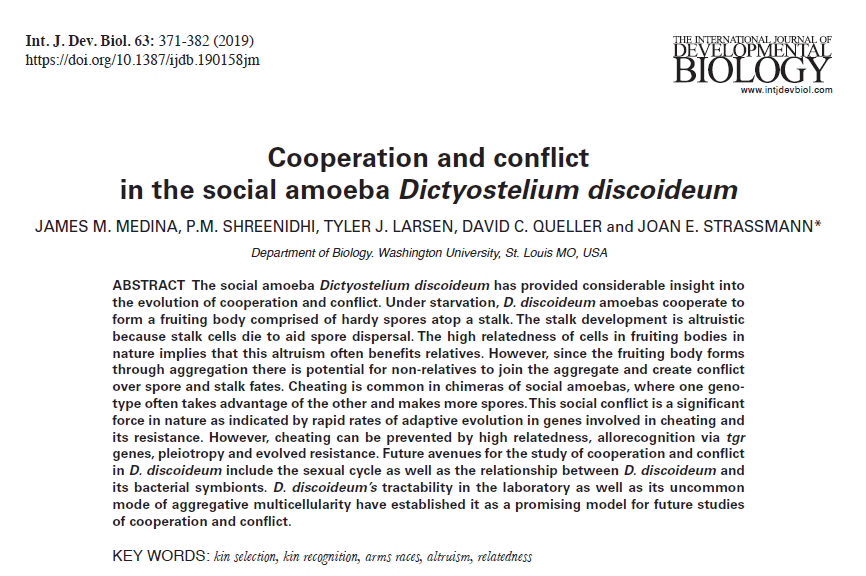 Int. J. Dev. Biol. 63: 371-382 (2019)
https://doi.org/10.1387/ijdb.190158jm
THE INTERNATIONAL JOURNAL OF
DEVELOPMENTAL
BIOLOGY
www.intjdevbiol.com
Cooperation and conflict
in the social amoeba Dictyostelium discoideum
JAMES M. MEDINA, P.M. SHREENIDHI, TYLER J. LARSEN, DAVID C. QUELLER and JOAN E. STRASSMANN*
Department of Biology. Washington University, St. Louis MO, USA
ABSTRACT The social amoeba Dictyostelium discoideum has provided considerable insight into
the evolution of cooperation and conflict. Under starvation, D. discoideum amoebas cooperate to
form a fruiting body comprised of hardy spores atop a stalk. The stalk development is altruistic
because stalk cells die to aid spore dispersal. The high relatedness of cells in fruiting bodies in
nature implies that this altruism often benefits relatives. However, since the fruiting body forms
through aggregation there is potential for non-relatives to join the aggregate and create conflict
over spore and stalk fates. Cheating is common in chimeras of social amoebas, where one geno-
type often takes advantage of the other and makes more spores. This social conflict is a significant
force in nature as indicated by rapid rates of adaptive evolution in genes involved in cheating and
its resistance. However, cheating can be prevented by high relatedness, allorecognition via tgr
genes, pleiotropy and evolved resistance. Future avenues for the study of cooperation and conflict
in D. discoideum include the sexual cycle as well as the relationship between D. discoideum and
its bacterial symbionts. D. discoideum's tractability in the laboratory as well as its uncommon
mode of aggregative multicellularity have established it as a promising model for future studies
of cooperation and conflict.
KEY WORDS: kin selection, kin recognition, arms races, altruism, relatedness